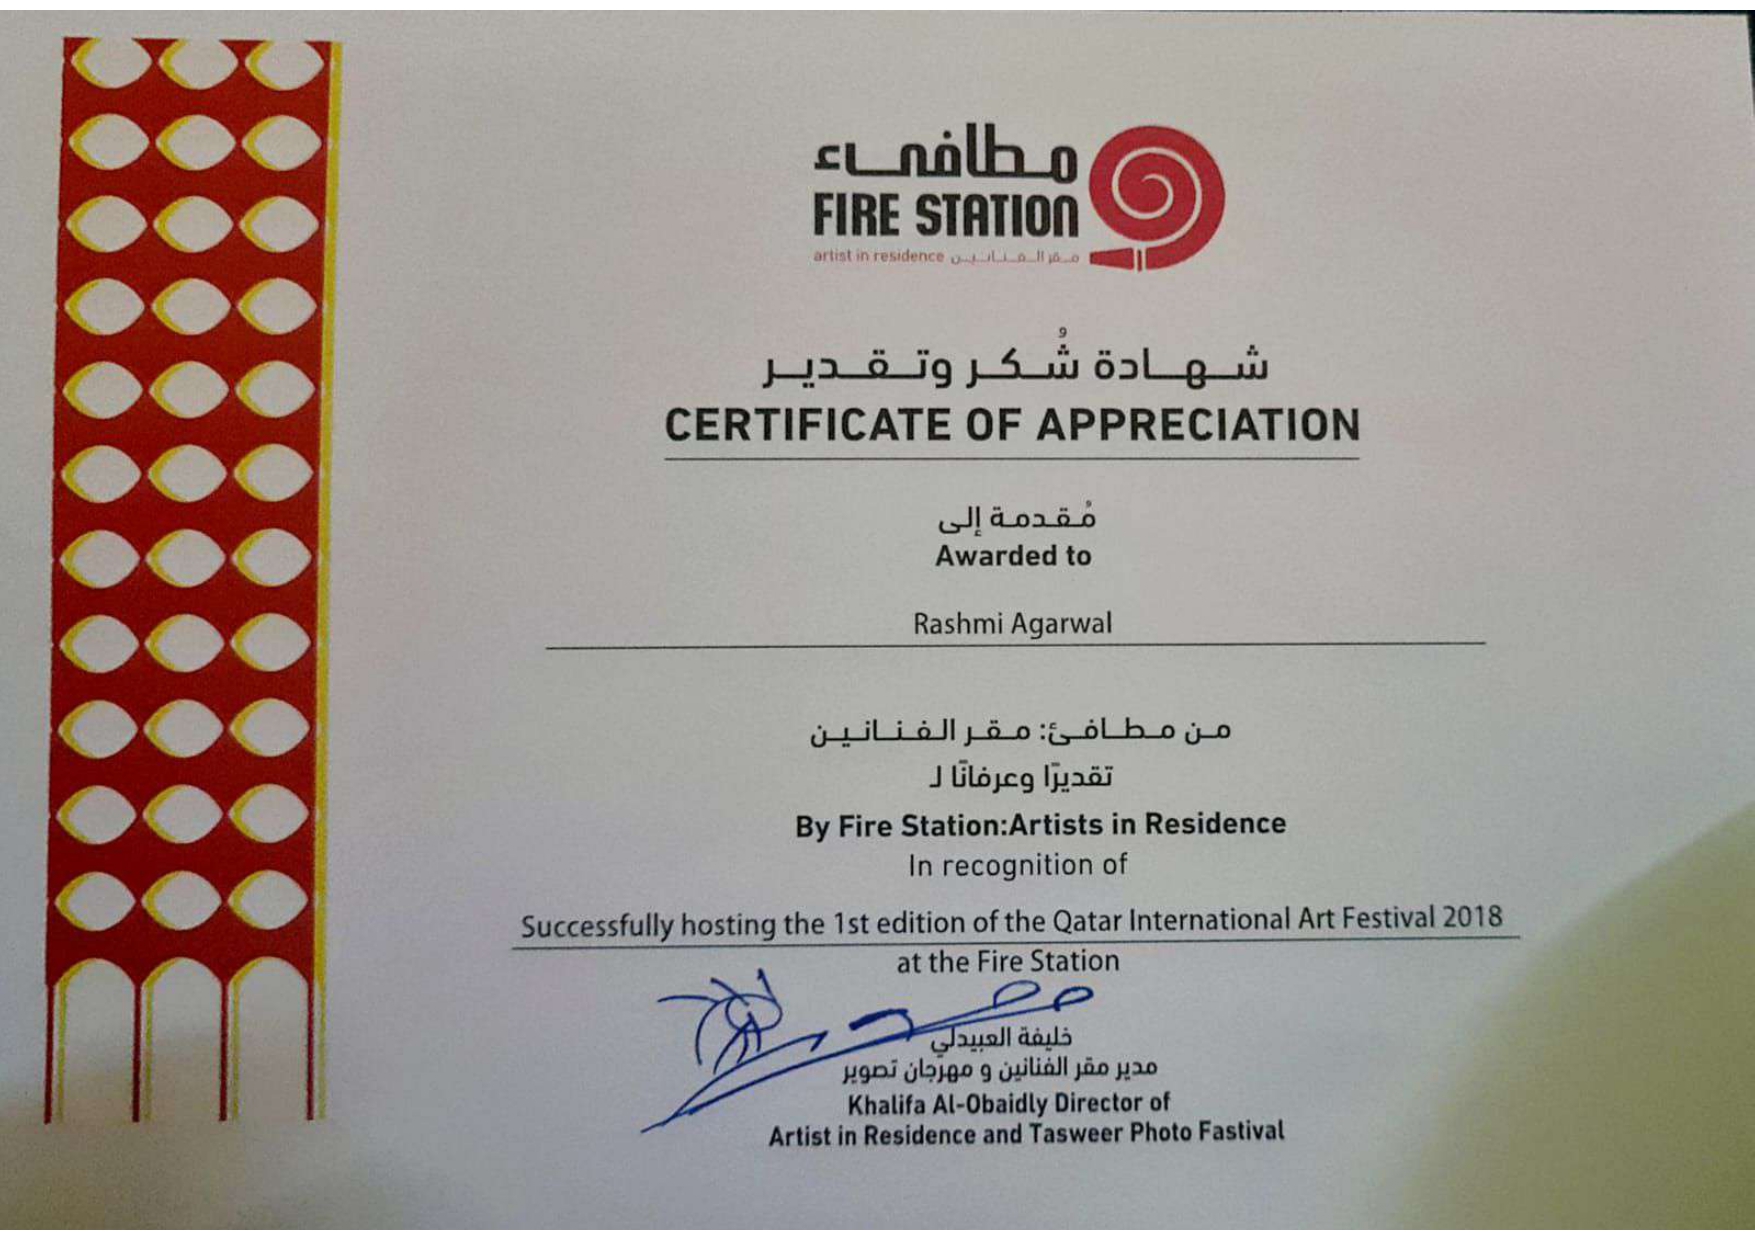 مطافىء
FIRE STATION
artist in residence مقر الفنانين
شهادة شُكر وتقدير
CERTIFICATE OF APPRECIATION
مُقدمة إلى
Awarded to
Rashmi Agarwal
من مطافئ: مقر الفنانين
تقديرًا وعرفانًا لـ
By Fire Station:Artists in Residence
In recognition of
Successfully hosting the 1st edition of the Qatar International Art Festival 2018
at the Fire Station
خليفة العبيدلي
مدير مقر الفنانين و مهرجان تصوير
Khalifa Al-Obaidly Director of
Artist in Residence and Tasweer Photo Fastival